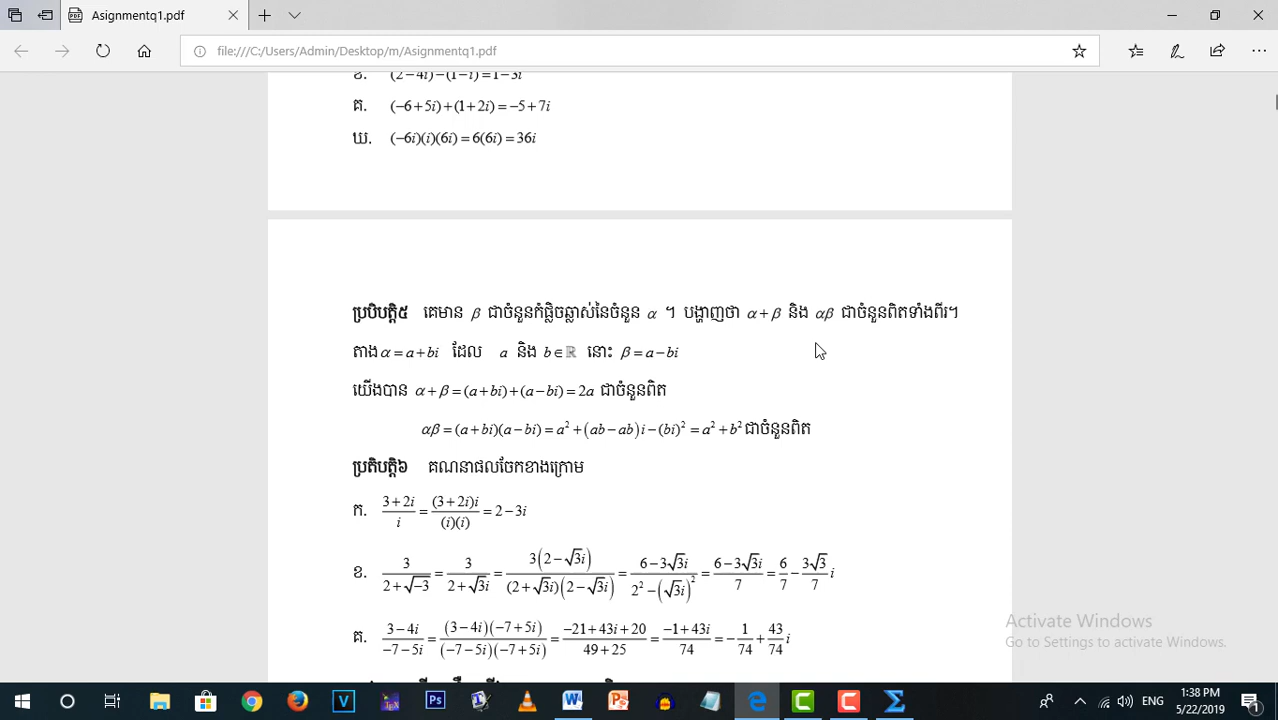 Asignmentq1.pdf
file:///C:/Users/Admin/Desktop/m/Asigmentq1.pdf
ខ. (2−4i)−(1−i)=1−3i
គ. (−6+5i)+(1+2i)=−5+7i
ឃ. (−6i)(i)(6i)=6(6i)=36i
ប្របិបត្តិ៥ គេមាន β ជាចំនួនកំផ្លិចឆ្លាស់នៃចំនួន α ។ បង្ហាញថា α+β និង αβ ជាចំនួនពិតទាំងពីរ។
តាង α=a+bi ដែល a និង b∈ℝ នោះ β=a−bi
យើងបាន α+β=(a+bi)+(a−bi)=2a ជាចំនួនពិត
αβ=(a+bi)(a−bi)=a²+(ab−ab)i−(bi)²=a²+b² ជាចំនួនពិត
ប្រតិបត្តិ៦ គណនាផលចែកខាងក្រោម
ក. (3+2i)/i = (3+2i)i/(i)(i) = 2−3i
ខ. 3/(2+√−3) = 3/(2+√3i) = 3(2−√3i)/(2+√3i)(2−√3i) = (6−3√3i)/(2²−(√3i)²) = (6−3√3i)/7 = 6/7 − 3√3/7 i
គ. (3−4i)/(−7−5i) = (3−4i)(−7+5i)/(−7−5i)(−7+5i) = (−21+43i+20)/(49+25) = (−1+43i)/74 = −1/74 + 43/74 i
Activate Windows
Go to Settings to activate Windows.
ENG
1:38 PM
5/22/2019